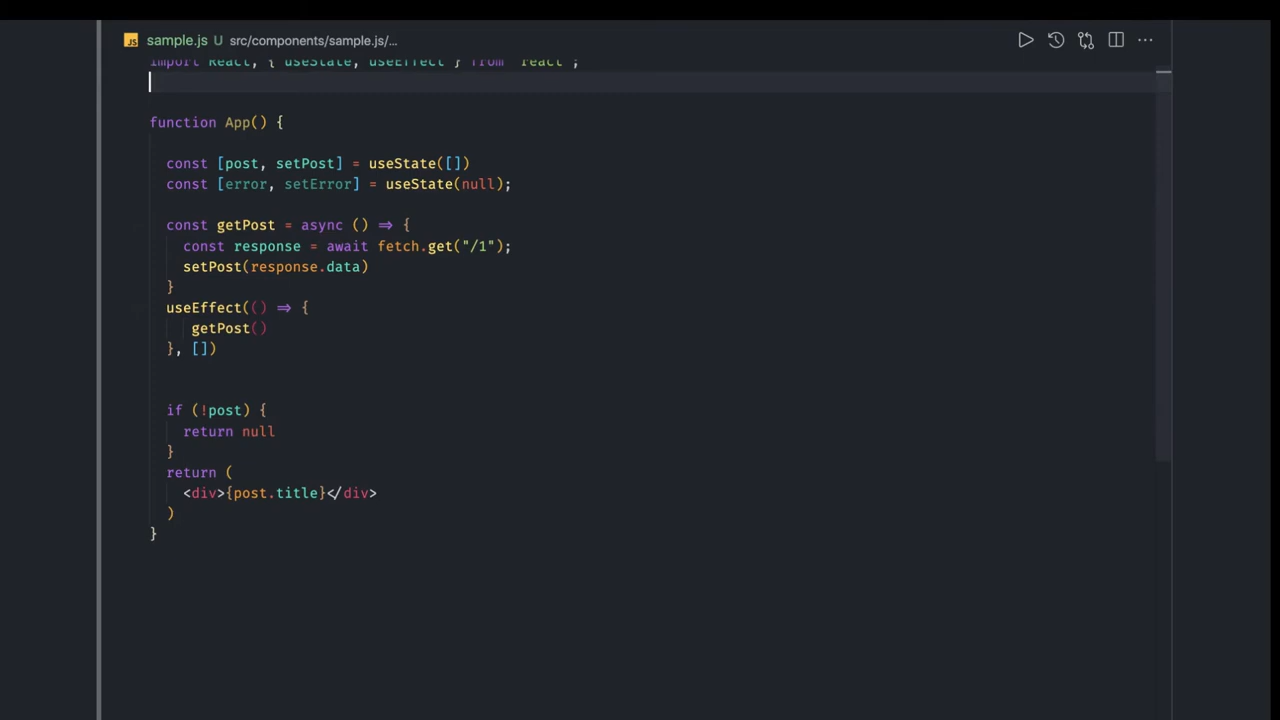 JS sample.js U src/components/sample.js/...
import React, { useState, useEffect } from 'react';
function App() {
const [post, setPost] = useState([])
const [error, setError] = useState(null);
const getPost = async () => {
const response = await fetch.get("/1");
setPost(response.data)
}
useEffect(() => {
getPost()
}, [])
if (!post) {
return null
}
return (
<div>{post.title}</div>
)
}